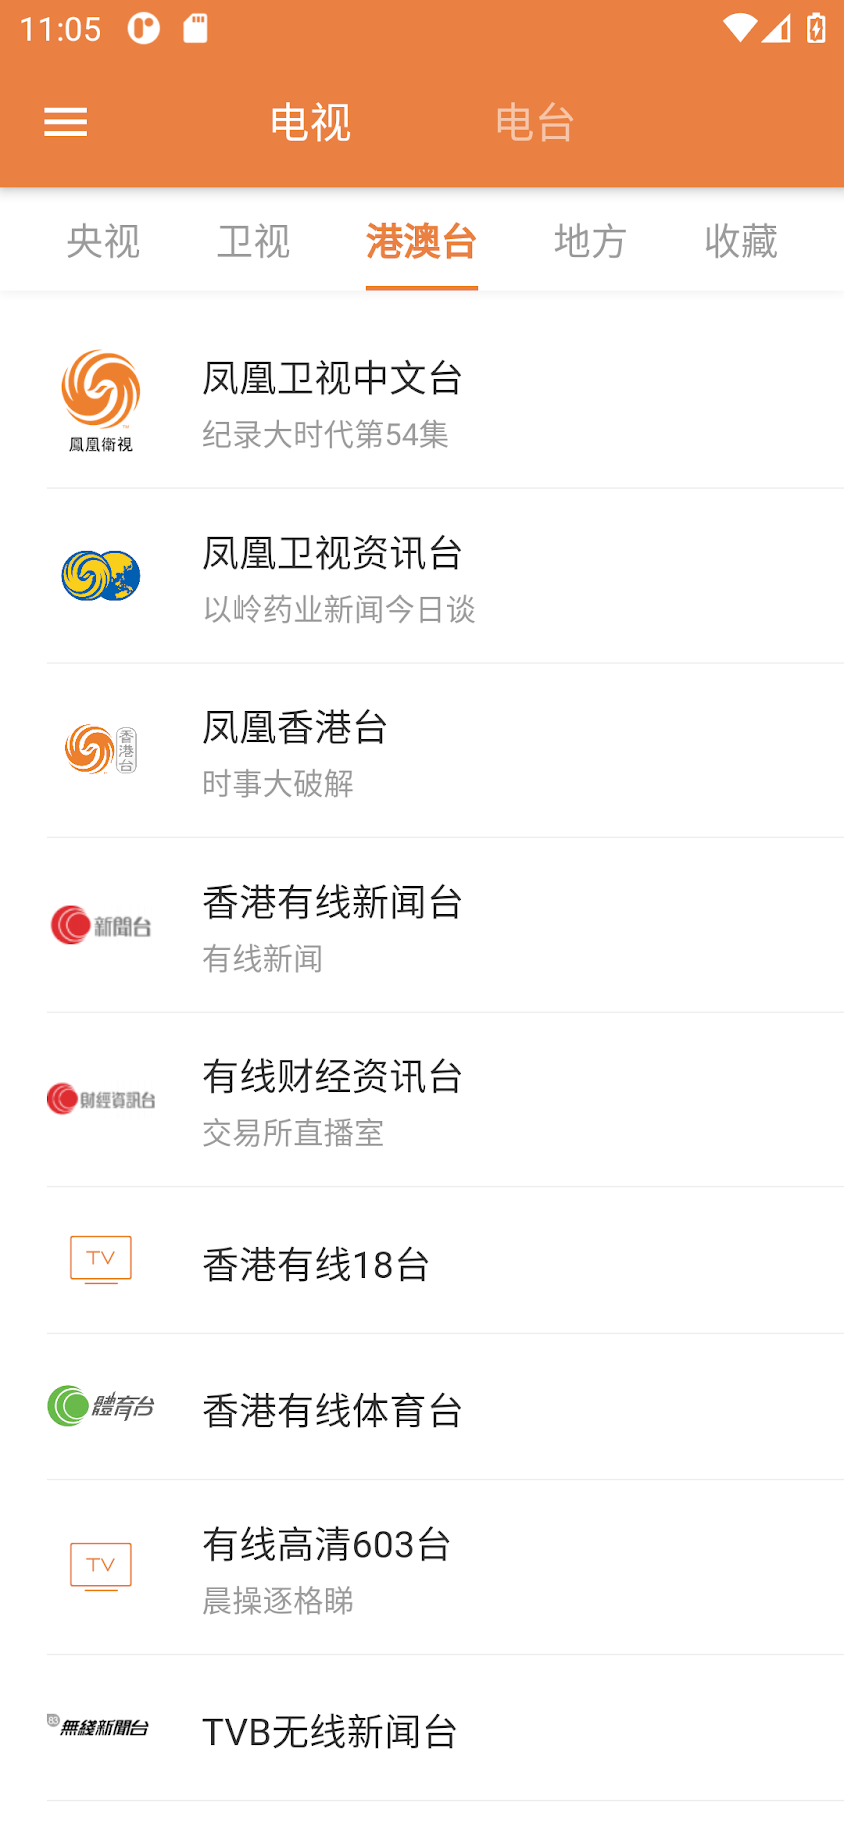 11:05
电视 电台
央视 卫视 港澳台 地方 收藏
鳳凰衛視
凤凰卫视中文台
纪录大时代第54集
凤凰卫视资讯台
以岭药业新闻今日谈
香港台
凤凰香港台
时事大破解
新聞台
香港有线新闻台
有线新闻
財經資訊台
有线财经资讯台
交易所直播室
TV
香港有线18台
體育台
香港有线体育台
TV
有线高清603台
晨操逐格睇
83 無綫新聞台
TVB无线新闻台